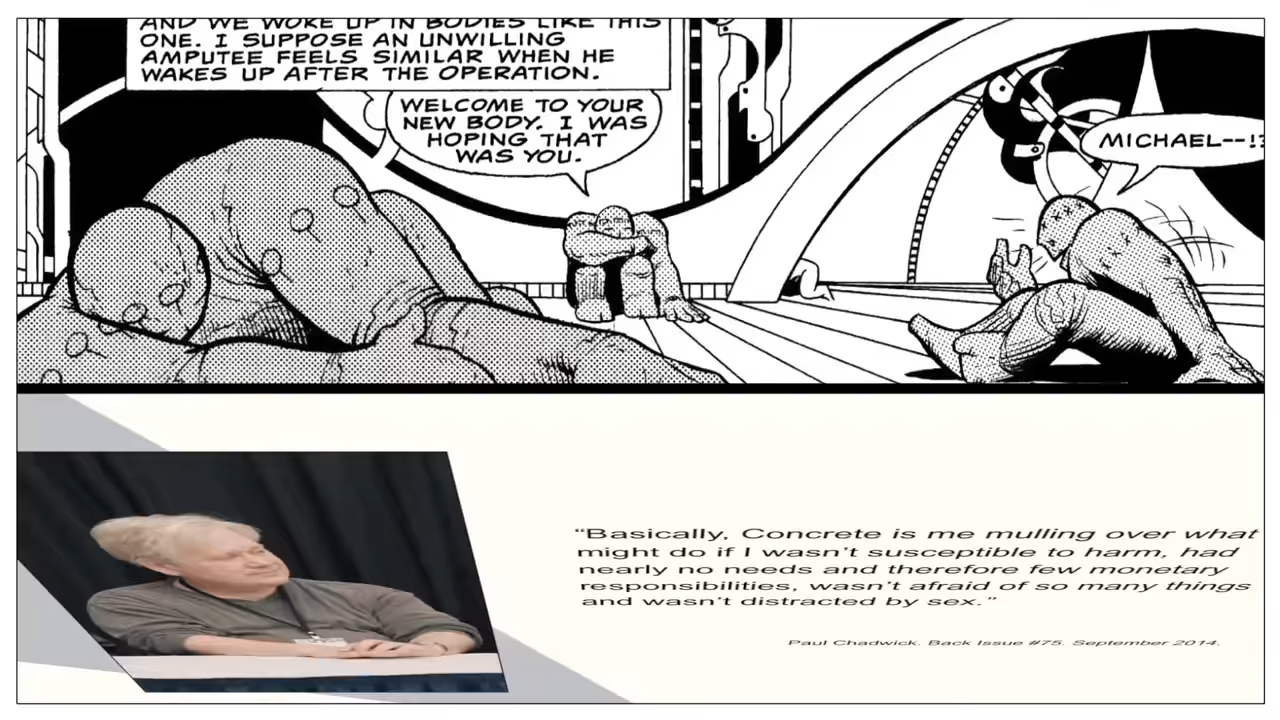 AND WE WOKE UP IN BODIES LIKE THIS
ONE. I SUPPOSE AN UNWILLING
AMPUTEE FEELS SIMILAR WHEN HE
WAKES UP AFTER THE OPERATION.
WELCOME TO YOUR
NEW BODY. I WAS
HOPING THAT
WAS YOU.
MICHAEL--!?
“Basically, Concrete is me mulling over what
might do if I wasn’t susceptible to harm, had
nearly no needs and therefore few monetary
responsibilities, wasn’t afraid of so many things
and wasn’t distracted by sex.”
Paul Chadwick. Back Issue #75. September 2014.